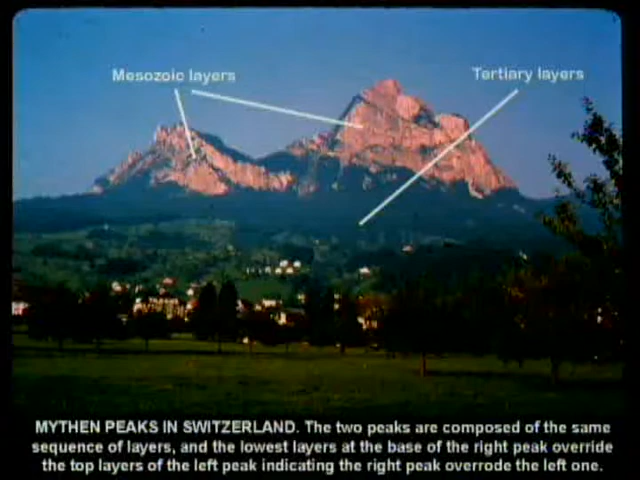 Mesozoic layers
Tertiary layers
MYTHEN PEAKS IN SWITZERLAND. The two peaks are composed of the same
sequence of layers, and the lowest layers at the base of the right peak override
the top layers of the left peak indicating the right peak overrode the left one.